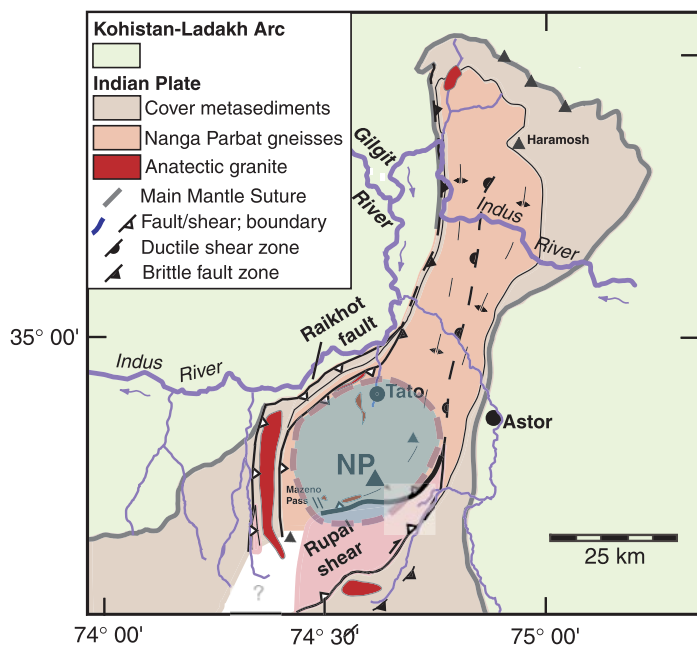 Kohistan-Ladakh Arc
Indian Plate
Cover metasediments
Nanga Parbat gneisses
Anatectic granite
Main Mantle Suture
Fault/shear; boundary
Ductile shear zone
Brittle fault zone
Gilgit
River
Haramosh
Indus
River
Raikhot
fault
35° 00'
Indus River
Tato
Astor
NP
Mazeno
Pass
Rupal
shear
25 km
?
74° 00'
74° 30'
75° 00'